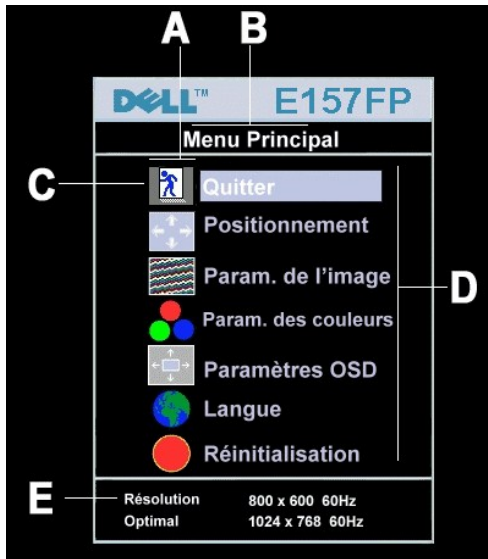 A
B
DELL™ E157FP
Menu Principal
C
Quitter
Positionnement
Param. de l'image
D
Param. des couleurs
Paramètres OSD
Langue
Réinitialisation
E
Résolution 800 x 600 60Hz
Optimal 1024 x 768 60Hz